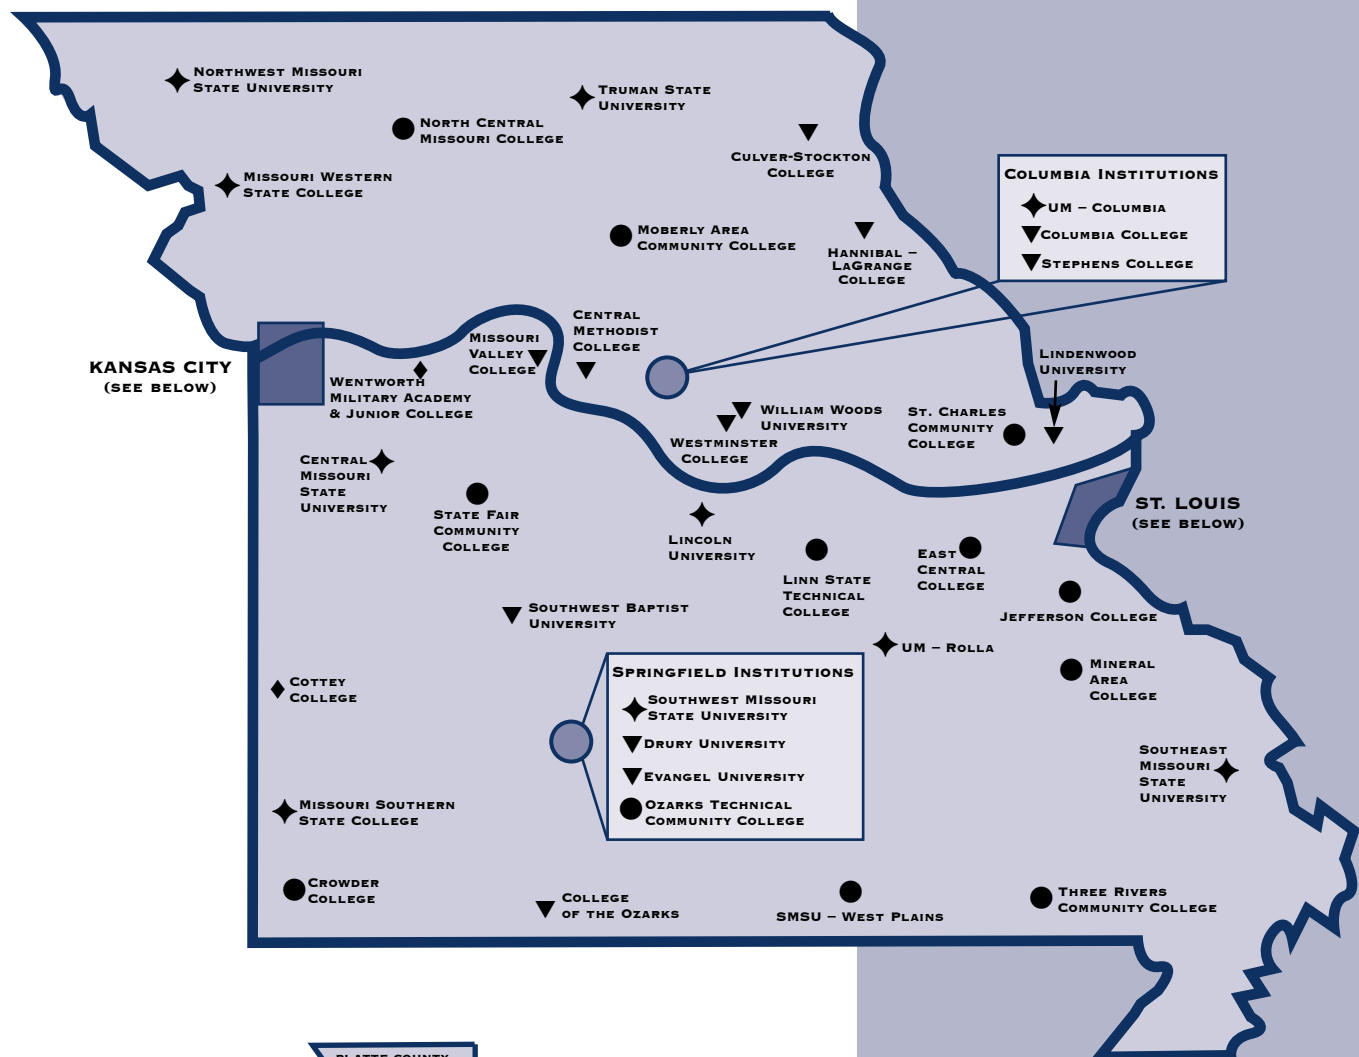 Northwest Missouri
State University
Truman State
University
North Central
Missouri College
Culver-Stockton
College
Missouri Western
State College
Columbia Institutions
UM – Columbia
Columbia College
Stephens College
Moberly Area
Community College
Hannibal –
LaGrange
College
Central
Methodist
College
Missouri
Valley
College
KANSAS CITY
(SEE BELOW)
Wentworth
Military Academy
& Junior College
Lindenwood
University
William Woods
University
St. Charles
Community
College
Westminster
College
Central
Missouri
State
University
State Fair
Community
College
ST. LOUIS
(SEE BELOW)
Lincoln
University
East
Central
College
Linn State
Technical
College
Jefferson College
Southwest Baptist
University
UM – Rolla
Mineral
Area
College
Springfield Institutions
Southwest MIssouri
State University
Drury University
Evangel University
Ozarks Technical
Community College
Cottey
College
Southeast
Missouri
State
University
Missouri Southern
State College
Crowder
College
College
of the Ozarks
SMSU – West Plains
Three Rivers
Community College
PLATTE COUNTY